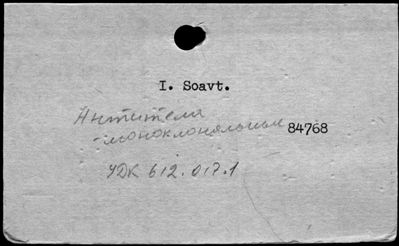 I. Soavt.
Антитела
-моноклональные
84768
УДК 612.017.1